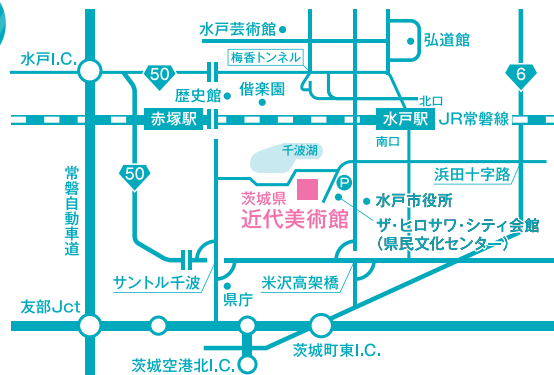 水戸芸術館
弘道館
水戸I.C.
梅香トンネル
50
6
歴史館
偕楽園
北口
赤塚駅
水戸駅
JR常磐線
南口
千波湖
50
浜田十字路
P
茨城県
近代美術館
水戸市役所
ザ・ヒロサワ・シティ会館
（県民文化センター）
常磐自動車道
サントル千波
米沢高架橋
県庁
友部Jct
茨城町東I.C.
茨城空港北I.C.